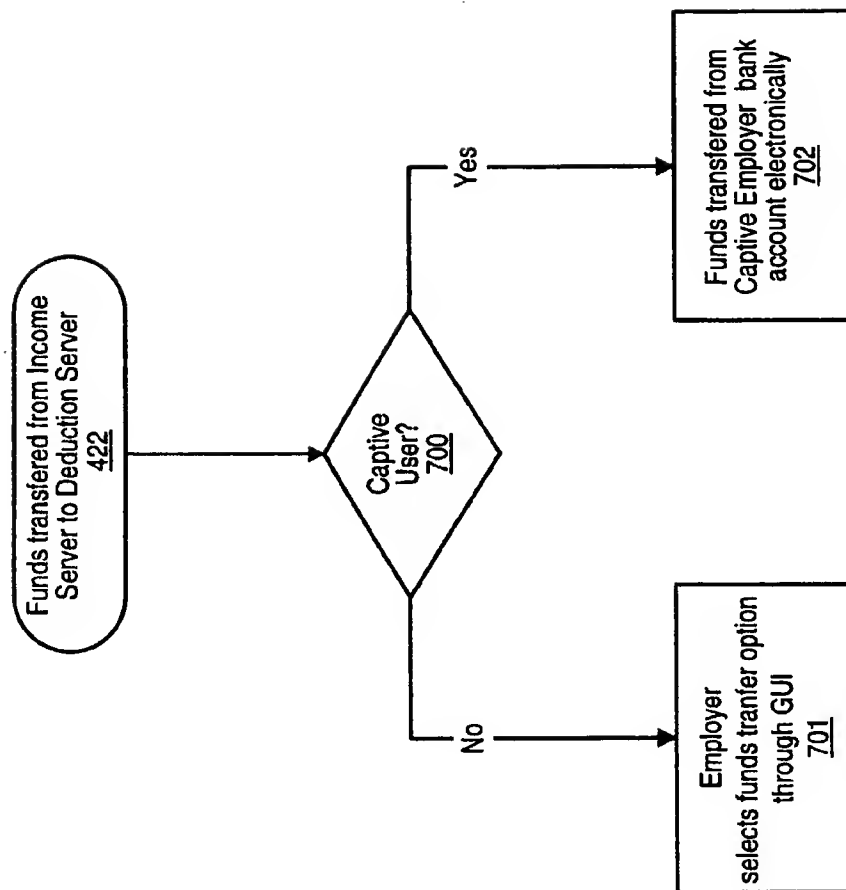 Funds transfered from Income
Server to Deduction Server
422
Captive
User?
700
No
Yes
Employer
selects funds tranfer option
through GUI
701
Funds transfered from
Captive Employer bank
account electronically
702